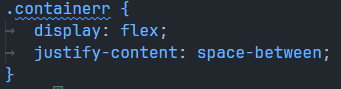 .containerr {
    display: flex;
    justify-content: space-between;
}